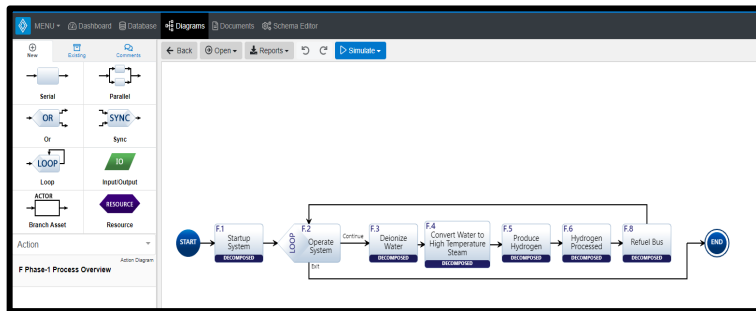 MENU Dashboard Database Diagrams Documents Schema Editor
New Existing Comments
Back Open Reports Simulate
Serial Parallel
OR SYNC
Or Sync
LOOP IO
Loop Input/Output
ACTOR RESOURCE
Branch Asset Resource
Action
Action Diagram
F Phase-1 Process Overview
START
F.1
Startup
System
DECOMPOSED
LOOP
F.2
Operate
System
Continue
Exit
F.3
Deionize
Water
DECOMPOSED
F.4
Convert Water to
High Temperature
Steam
DECOMPOSED
F.5
Produce
Hydrogen
DECOMPOSED
F.6
Hydrogen
Processed
DECOMPOSED
F.8
Refuel Bus
DECOMPOSED
END